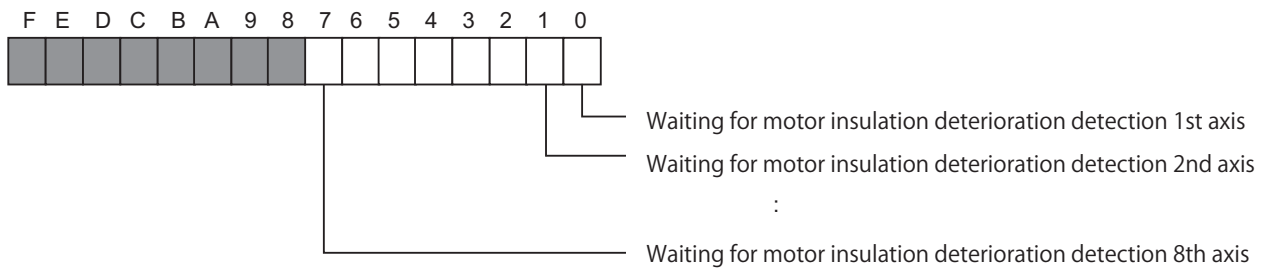 F E D C B A 9 8 7 6 5 4 3 2 1 0
Waiting for motor insulation deterioration detection 1st axis
Waiting for motor insulation deterioration detection 2nd axis
:
Waiting for motor insulation deterioration detection 8th axis